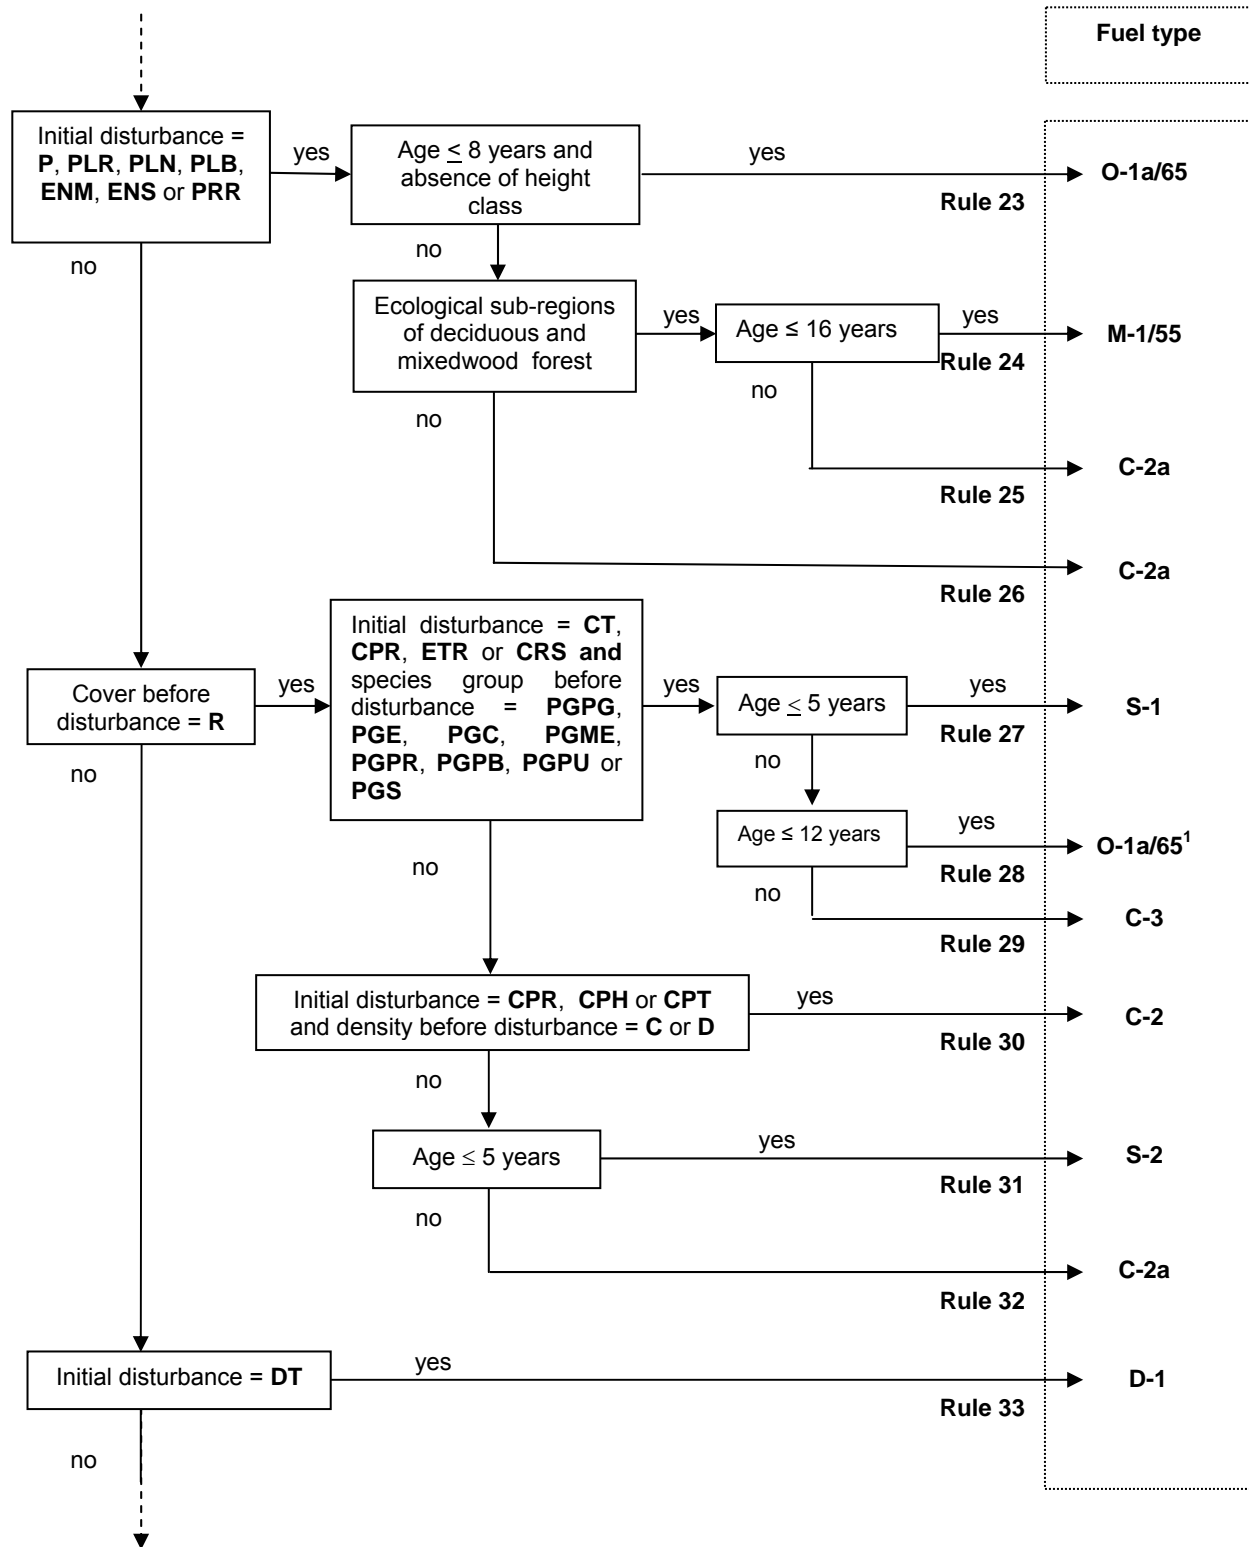 Fuel type
Initial disturbance =
P, PLR, PLN, PLB,
ENM, ENS or PRR
yes
Age ≤ 8 years and
absence of height
class
yes
O-1a/65
Rule 23
no
no
Ecological sub-regions
of deciduous and
mixedwood forest
yes
Age ≤ 16 years
yes
M-1/55
Rule 24
no
no
C-2a
Rule 25
C-2a
Rule 26
Cover before
disturbance = R
yes
Initial disturbance = CT,
CPR, ETR or CRS and
species group before
disturbance = PGPG,
PGE, PGC, PGME,
PGPR, PGPB, PGPU or
PGS
yes
Age ≤ 5 years
yes
S-1
Rule 27
no
no
Age ≤ 12 years
yes
O-1a/65¹
Rule 28
no
no
C-3
Rule 29
Initial disturbance = CPR, CPH or CPT
and density before disturbance = C or D
yes
C-2
Rule 30
no
Age ≤ 5 years
yes
S-2
Rule 31
no
C-2a
Rule 32
Initial disturbance = DT
yes
D-1
Rule 33
no